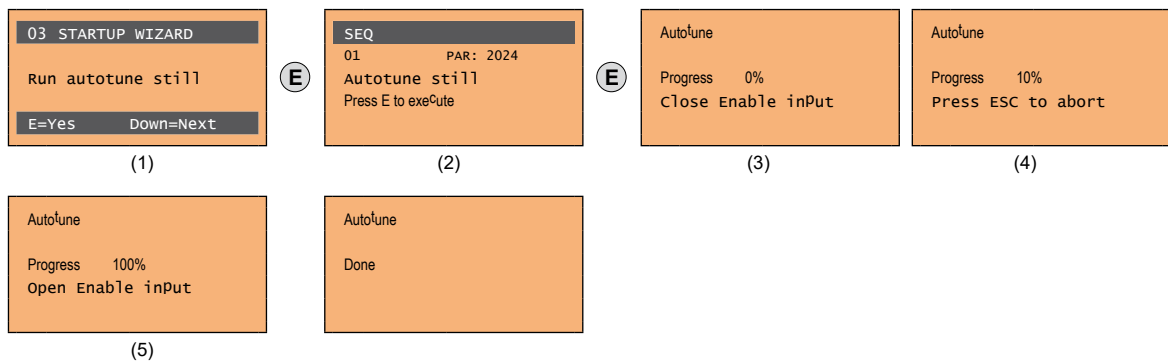 03 STARTUP WIZARD
Run autotune still
E=Yes Down=Next
(1)
E
SEQ
01 PAR: 2024
Autotune still
Press E to execute
(2)
E
Autotune
Progress 0%
Close Enable input
(3)
Autotune
Progress 10%
Press ESC to abort
(4)
Autotune
Progress 100%
Open Enable input
(5)
Autotune
Done